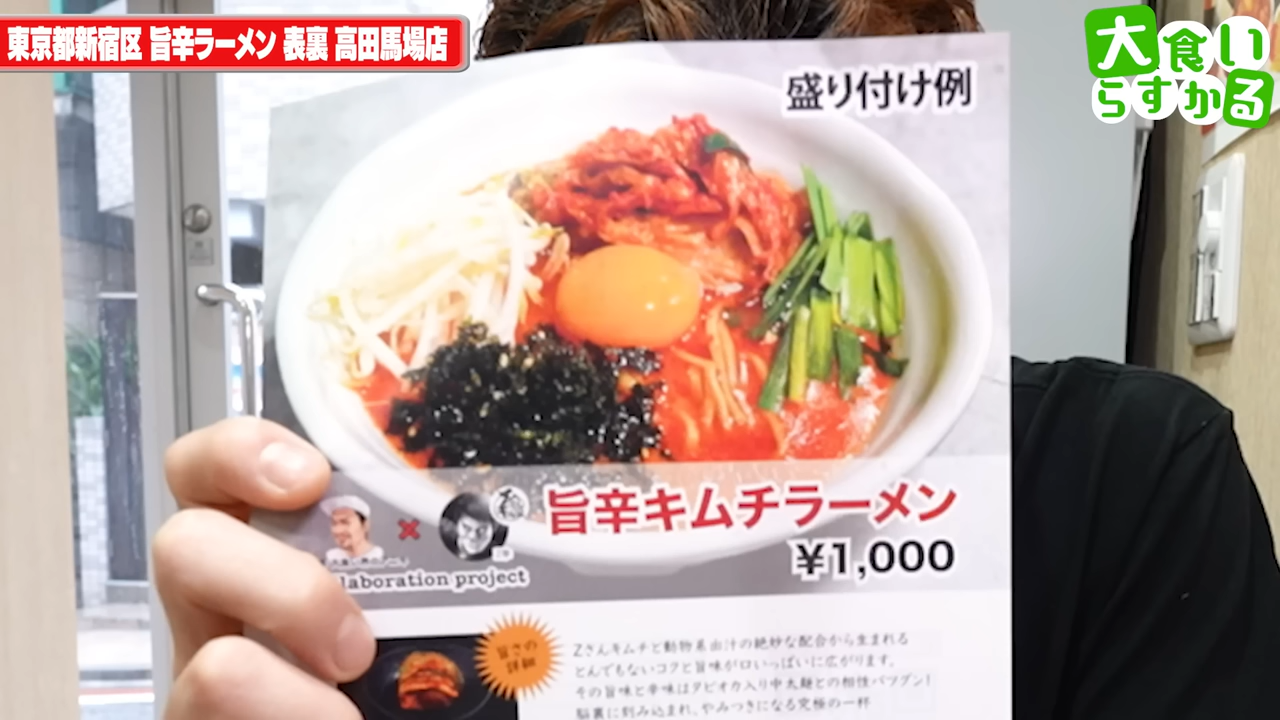 東京都新宿区 旨辛ラーメン 表裏 高田馬場店
大食い
らすかる
盛り付け例
旨辛キムチラーメン
¥1,000
×
laboration project
旨さの
詳細
Zさんキムチと動物系出汁の絶妙な配合から生まれる
とんでもないコクと旨味が口いっぱいに広がります。
その旨味と辛味はタピオカ入り中太麺との相性バツグン!
脳裏に刻み込まれ、やみつきになる究極の一杯